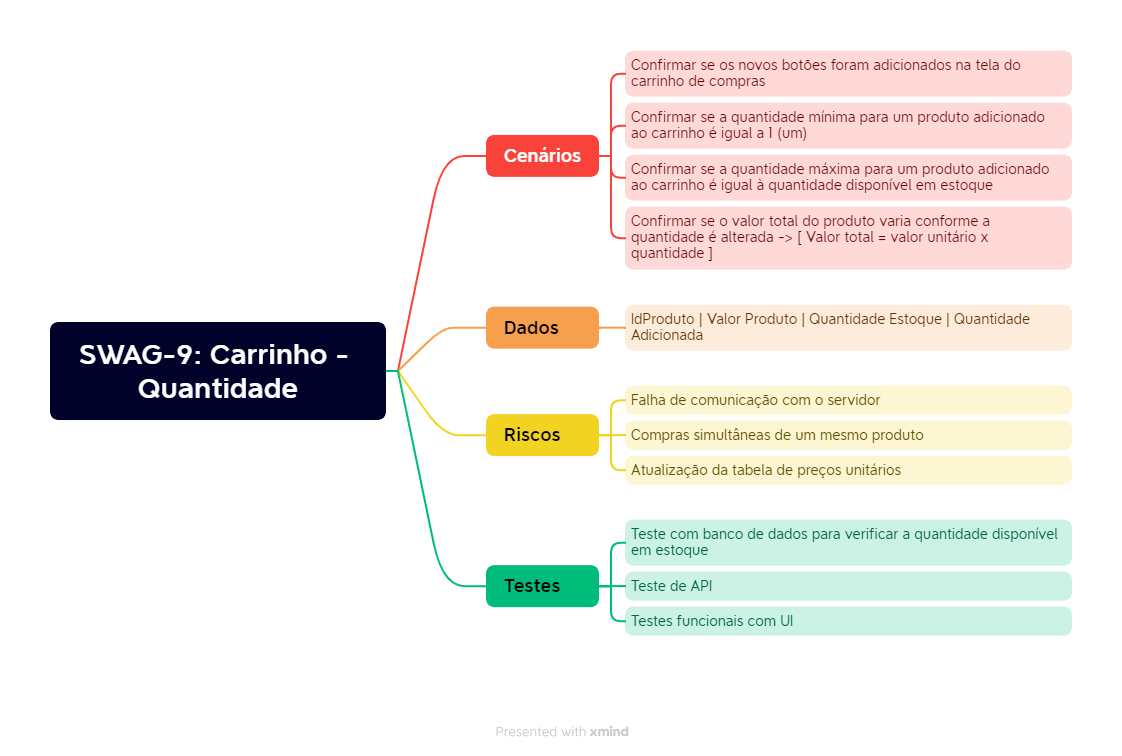 SWAG-9: Carrinho -
Quantidade
Cenários
Confirmar se os novos botões foram adicionados na tela do
carrinho de compras
Confirmar se a quantidade mínima para um produto adicionado
ao carrinho é igual a 1 (um)
Confirmar se a quantidade máxima para um produto adicionado
ao carrinho é igual à quantidade disponível em estoque
Confirmar se o valor total do produto varia conforme a
quantidade é alterada -> [ Valor total = valor unitário x
quantidade ]
Dados
IdProduto | Valor Produto | Quantidade Estoque | Quantidade
Adicionada
Riscos
Falha de comunicação com o servidor
Compras simultâneas de um mesmo produto
Atualização da tabela de preços unitários
Testes
Teste com banco de dados para verificar a quantidade disponível
em estoque
Teste de API
Testes funcionais com UI
Presented with xmind